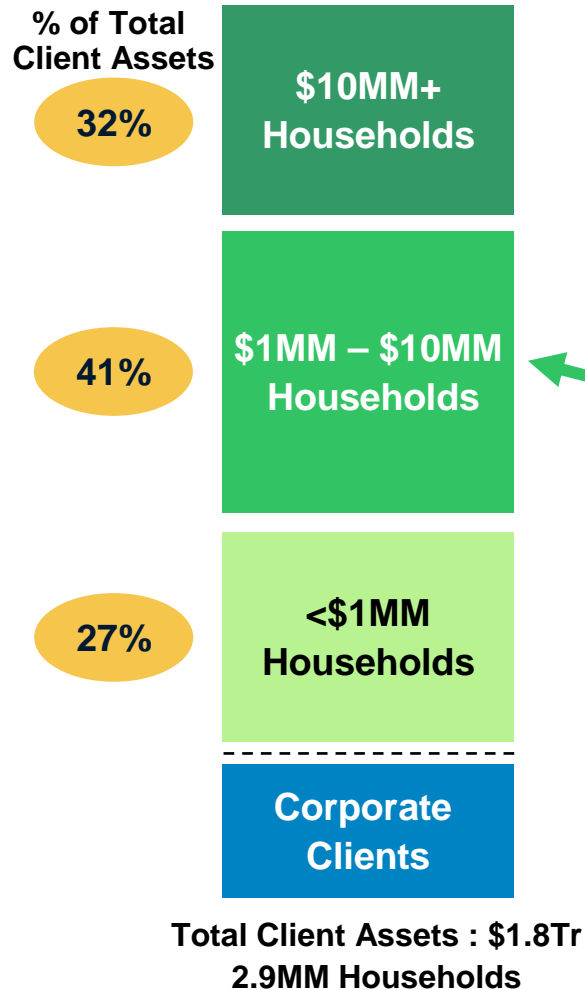 % of Total
Client Assets
32%
$10MM+
Households
41%
$1MM – $10MM
Households
27%
<$1MM
Households
Corporate
Clients
Total Client Assets : $1.8Tr
2.9MM Households